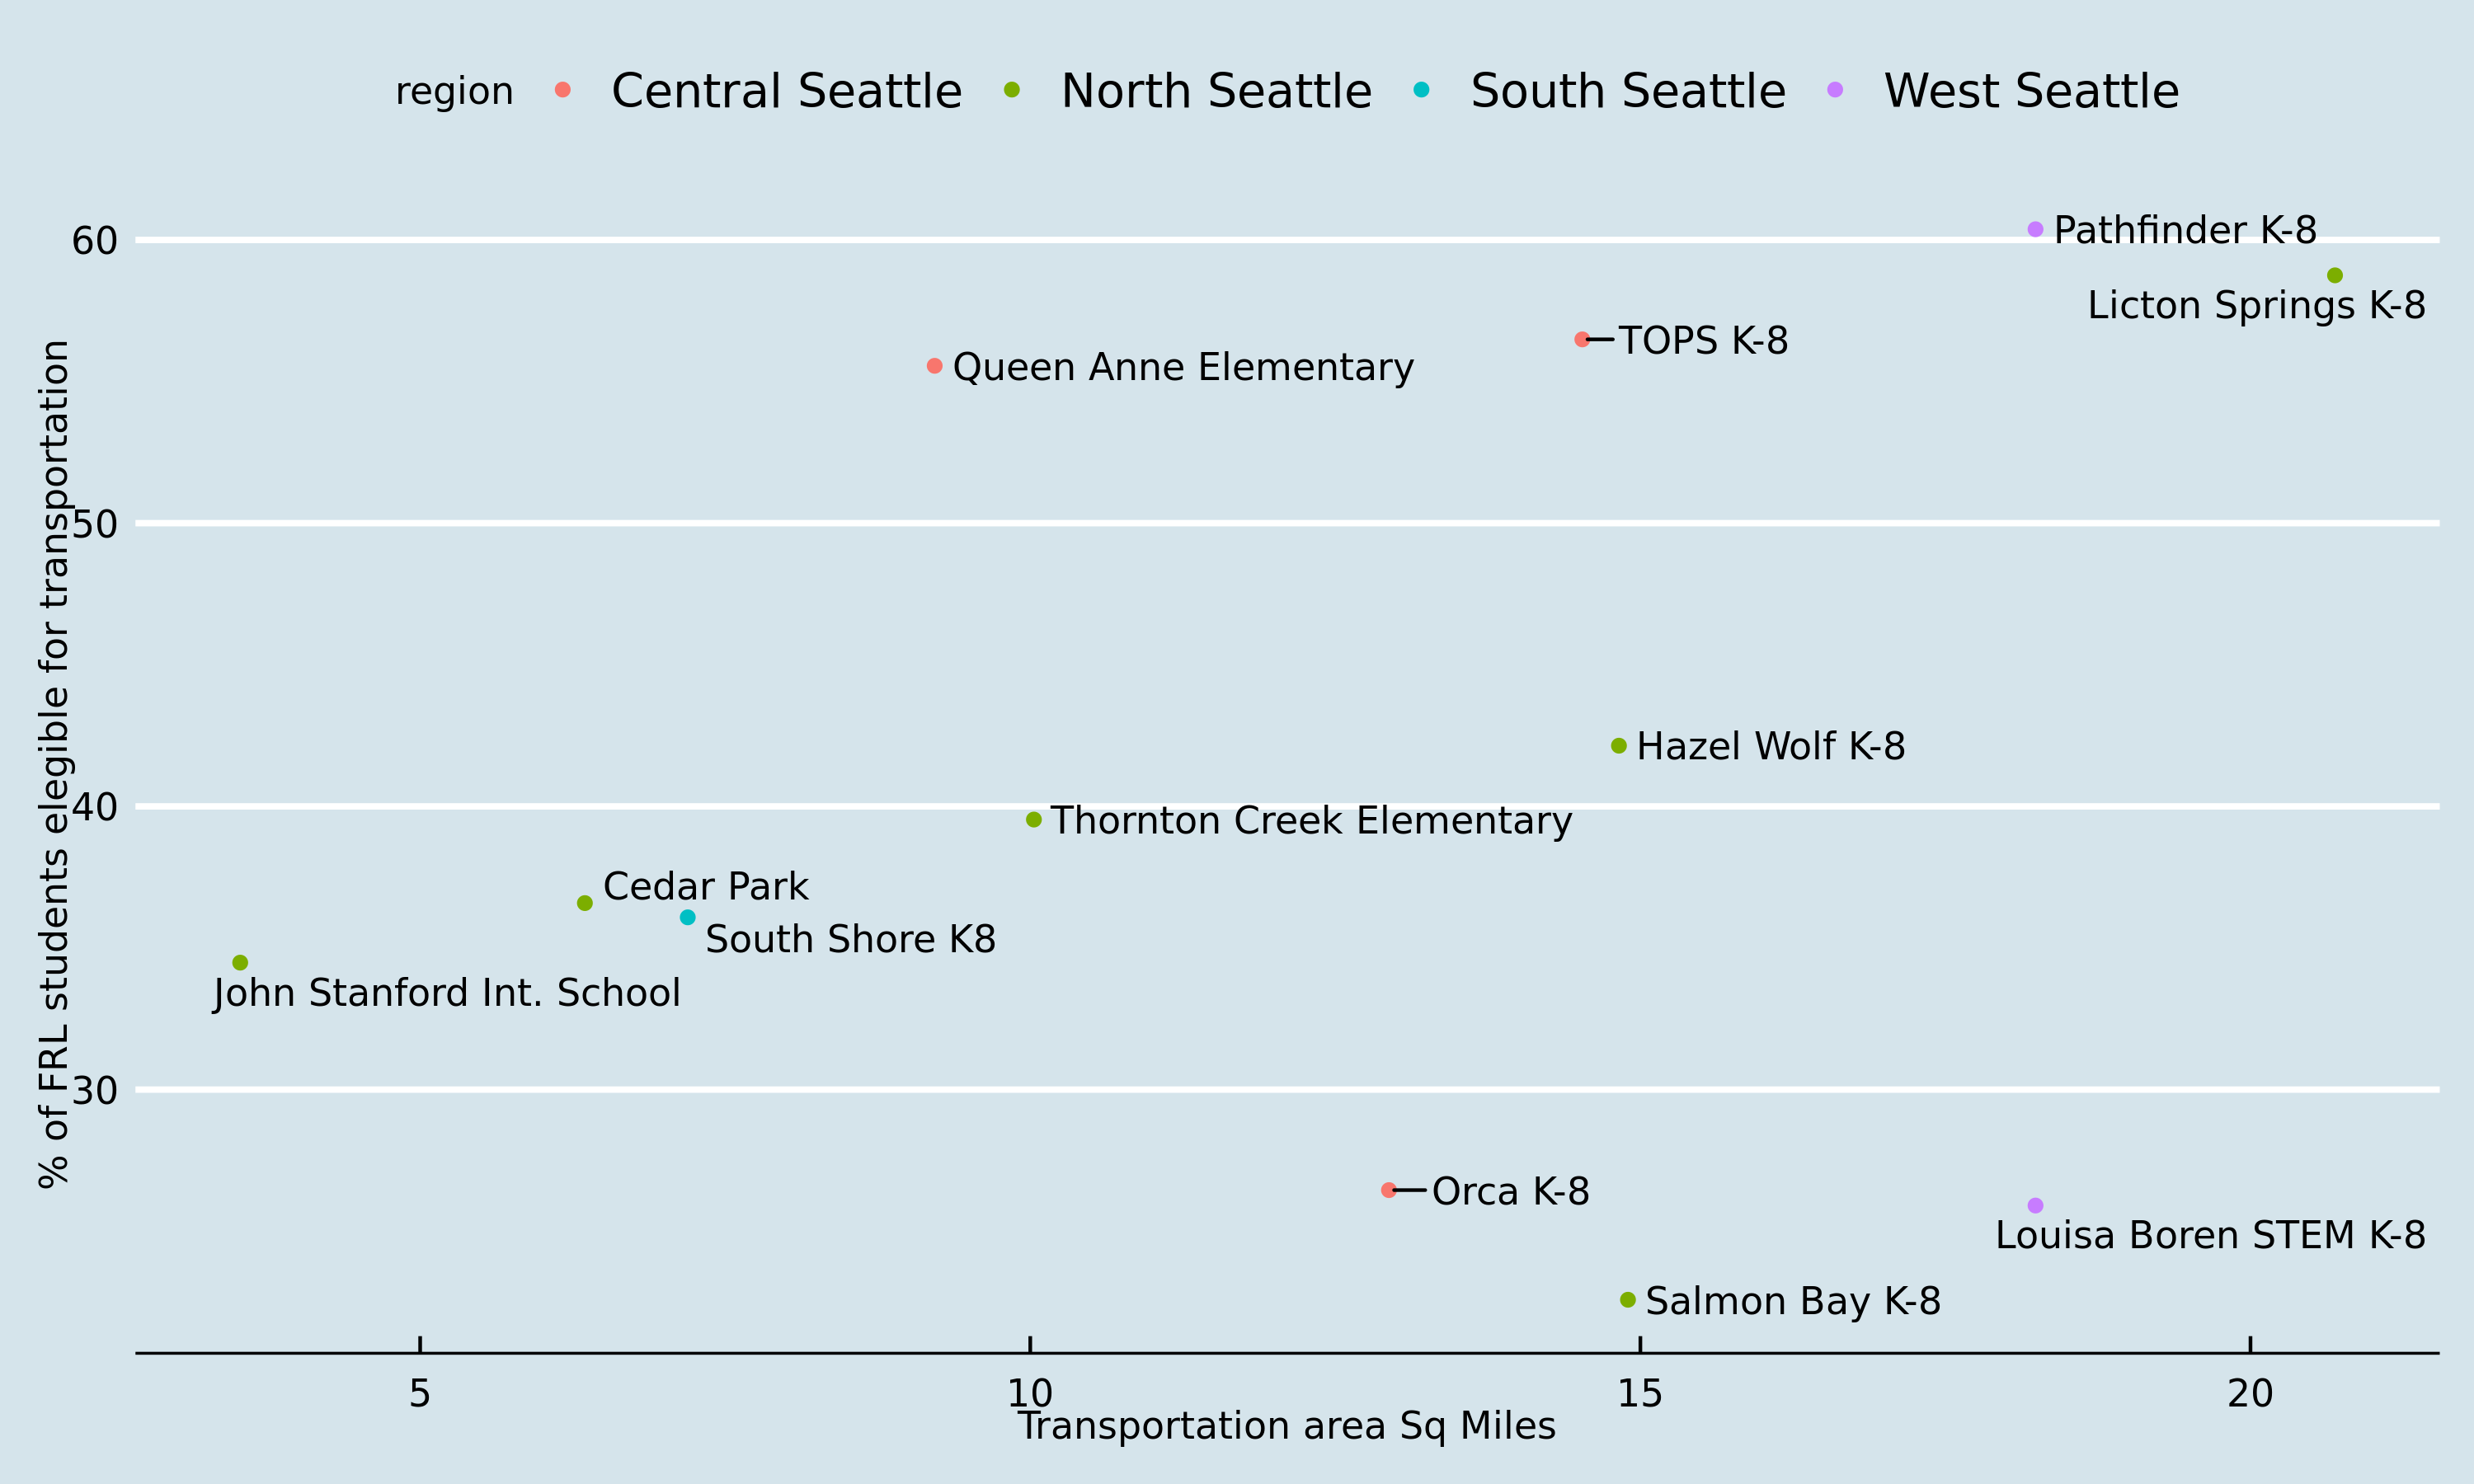 region Central Seattle North Seattle South Seattle West Seattle
60
Pathfinder K-8
Licton Springs K-8
TOPS K-8
Queen Anne Elementary
50
Hazel Wolf K-8
40
Thornton Creek Elementary
Cedar Park
South Shore K8
John Stanford Int. School
30
Orca K-8
Louisa Boren STEM K-8
Salmon Bay K-8
% of FRL students elegible for transportation
5 10 15 20
Transportation area Sq Miles